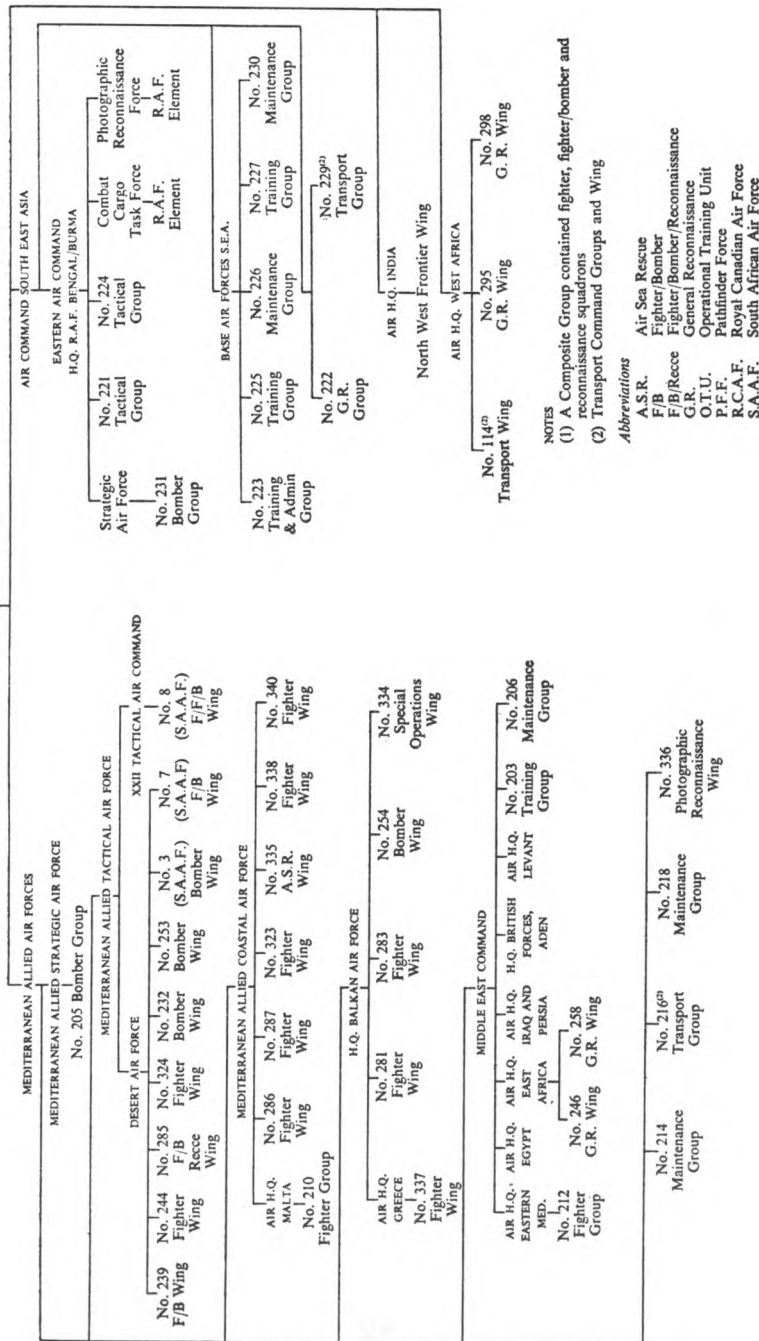 MEDITERRANEAN ALLIED AIR FORCES
MEDITERRANEAN ALLIED STRATEGIC AIR FORCE
No. 205 Bomber Group
MEDITERRANEAN ALLIED TACTICAL AIR FORCE
DESERT AIR FORCE
XXII TACTICAL AIR COMMAND
No. 239
F/B Wing
No. 244
Fighter
Wing
No. 285
F/B
Recce
Wing
No. 324
Fighter
Wing
No. 232
Bomber
Wing
No. 253
Bomber
Wing
No. 3
(S.A.A.F.)
Bomber
Wing
No. 7
(S.A.A.F)
F/B
Wing
No. 8
(S.A.A.F.)
F/F/B
Wing
MEDITERRANEAN ALLIED COASTAL AIR FORCE
AIR H.Q.
MALTA
No. 210
Fighter Group
No. 286
Fighter
Wing
No. 287
Fighter
Wing
No. 323
Fighter
Wing
No. 335
A.S.R.
Wing
No. 338
Fighter
Wing
No. 340
Fighter
Wing
H.Q. BALKAN AIR FORCE
AIR H.Q.
GREECE
No. 337
Fighter
Wing
No. 281
Fighter
Wing
No. 283
Fighter
Wing
No. 254
Bomber
Wing
No. 334
Special
Operations
Wing
MIDDLE EAST COMMAND
AIR H.Q.
EASTERN
MED.
No. 212
Fighter
Group
AIR H.Q.
EGYPT
AIR H.Q.
EAST
AFRICA
No. 246
G.R. Wing
No. 258
G.R. Wing
AIR H.Q.
IRAQ AND
PERSIA
H.Q. BRITISH
FORCES,
ADEN
AIR H.Q.
LEVANT
No. 203
Training
Group
No. 206
Maintenance
Group
No. 214
Maintenance
Group
No. 216(2)
Transport
Group
No. 218
Maintenance
Group
No. 336
Photographic
Reconnaissance
Wing
AIR COMMAND SOUTH EAST ASIA
EASTERN AIR COMMAND
H.Q. R.A.F. BENGAL/BURMA
Strategic
Air Force
No. 231
Bomber
Group
No. 221
Tactical
Group
No. 224
Tactical
Group
Combat
Cargo
Task Force
R.A.F.
Element
Photographic
Reconnaissance
Force
R.A.F.
Element
BASE AIR FORCES S.E.A.
No. 223
Training
& Admin
Group
No. 225
Training
Group
No. 226
Maintenance
Group
No. 227
Training
Group
No. 230
Maintenance
Group
No. 222
G.R.
Group
No. 229(2)
Transport
Group
AIR H.Q. INDIA
North West Frontier Wing
AIR H.Q. WEST AFRICA
No. 114(2)
Transport Wing
No. 295
G.R. Wing
No. 298
G. R. Wing
NOTES
(1) A Composite Group contained fighter, fighter/bomber and
reconnaissance squadrons
(2) Transport Command Groups and Wing
Abbreviations
A.S.R. Air Sea Rescue
F/B Fighter/Bomber
F/B/Recce Fighter/Bomber/Reconnaissance
G.R. General Reconnaissance
O.T.U. Operational Training Unit
P.F.F. Pathfinder Force
R.C.A.F. Royal Canadian Air Force
S.A.A.F. South African Air Force